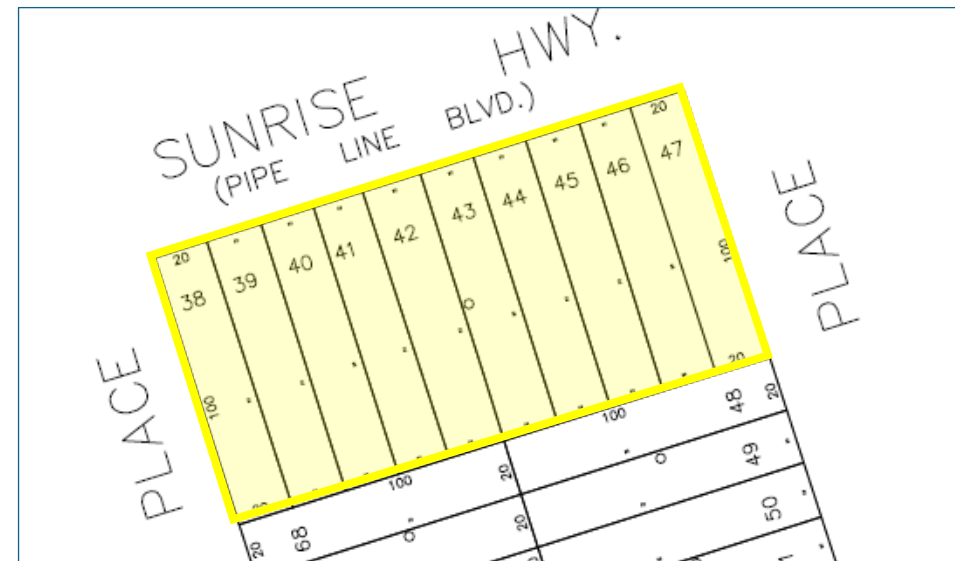 SUNRISE HWY.
(PIPE LINE BLVD.)
PLACE
PLACE
20 " " " " " " " " 20
38 39 40 41 42 43 44 45 46 47
100 " " " " " " " " " 100
20
100 100
20 20 48 20
20 68 " " 49 "
20 " 50 "